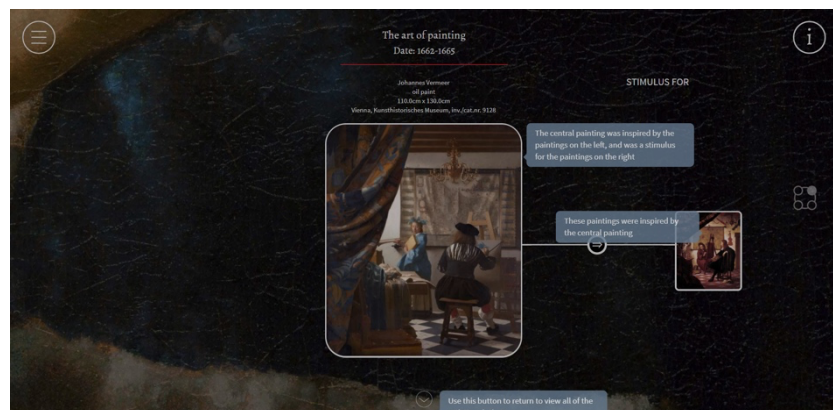 The art of painting
Date: 1662-1665
Johannes Vermeer
oil paint
110.0cm x 130.0cm
Vienna, Kunsthistorisches Museum, inv./cat.nr. 9128
STIMULUS FOR
The central painting was inspired by the
paintings on the left, and was a stimulus
for the paintings on the right
These paintings were inspired by
the central painting
Use this button to return to view all of the